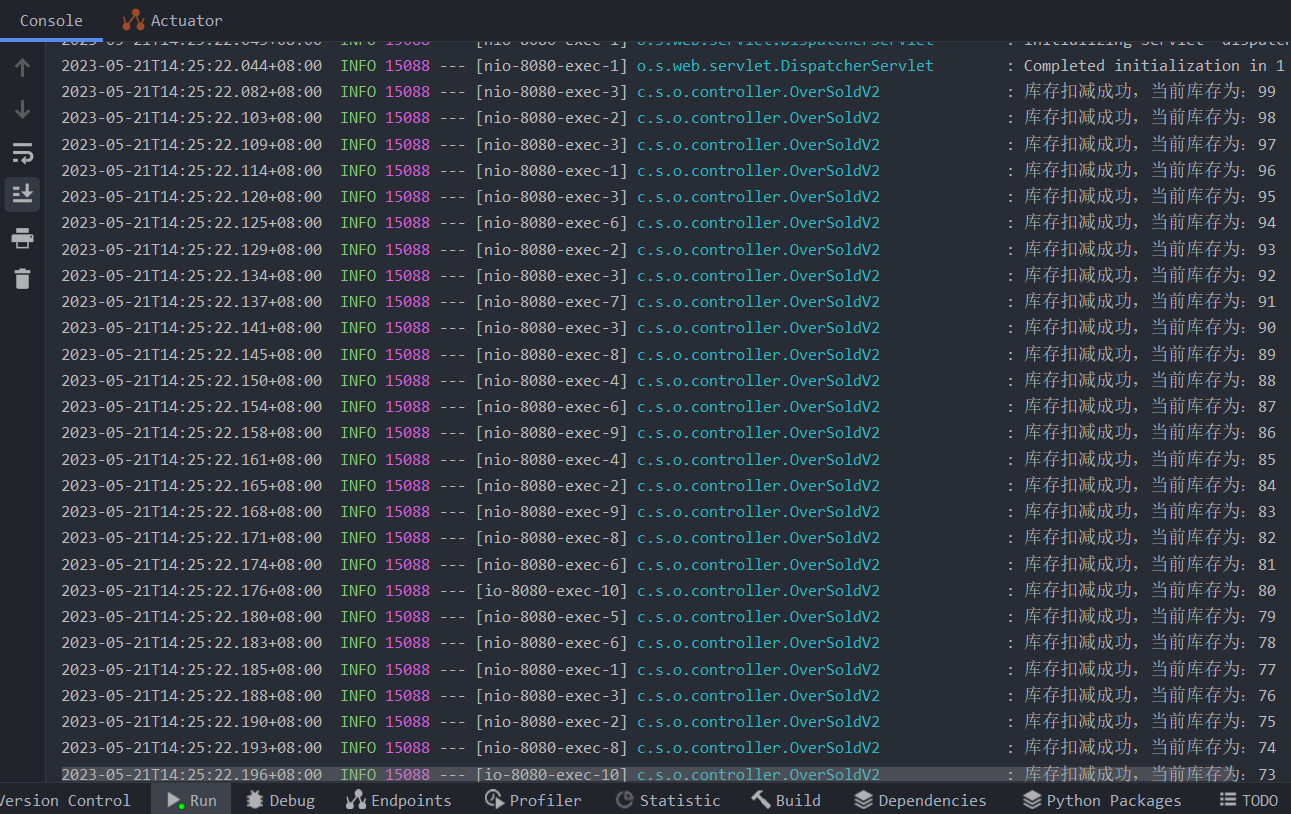 Console Actuator
2023-05-21T14:25:22.043+08:00 INFO 15088 --- [nio-8080-exec-1] o.s.web.servlet.DispatcherServlet : Initializing Servlet
2023-05-21T14:25:22.044+08:00 INFO 15088 --- [nio-8080-exec-1] o.s.web.servlet.DispatcherServlet : Completed initialization in 1
2023-05-21T14:25:22.082+08:00 INFO 15088 --- [nio-8080-exec-3] c.s.o.controller.OverSoldV2 : 库存扣减成功，当前库存为：99
2023-05-21T14:25:22.103+08:00 INFO 15088 --- [nio-8080-exec-2] c.s.o.controller.OverSoldV2 : 库存扣减成功，当前库存为：98
2023-05-21T14:25:22.109+08:00 INFO 15088 --- [nio-8080-exec-3] c.s.o.controller.OverSoldV2 : 库存扣减成功，当前库存为：97
2023-05-21T14:25:22.114+08:00 INFO 15088 --- [nio-8080-exec-1] c.s.o.controller.OverSoldV2 : 库存扣减成功，当前库存为：96
2023-05-21T14:25:22.120+08:00 INFO 15088 --- [nio-8080-exec-3] c.s.o.controller.OverSoldV2 : 库存扣减成功，当前库存为：95
2023-05-21T14:25:22.125+08:00 INFO 15088 --- [nio-8080-exec-6] c.s.o.controller.OverSoldV2 : 库存扣减成功，当前库存为：94
2023-05-21T14:25:22.129+08:00 INFO 15088 --- [nio-8080-exec-2] c.s.o.controller.OverSoldV2 : 库存扣减成功，当前库存为：93
2023-05-21T14:25:22.134+08:00 INFO 15088 --- [nio-8080-exec-3] c.s.o.controller.OverSoldV2 : 库存扣减成功，当前库存为：92
2023-05-21T14:25:22.137+08:00 INFO 15088 --- [nio-8080-exec-7] c.s.o.controller.OverSoldV2 : 库存扣减成功，当前库存为：91
2023-05-21T14:25:22.141+08:00 INFO 15088 --- [nio-8080-exec-3] c.s.o.controller.OverSoldV2 : 库存扣减成功，当前库存为：90
2023-05-21T14:25:22.145+08:00 INFO 15088 --- [nio-8080-exec-8] c.s.o.controller.OverSoldV2 : 库存扣减成功，当前库存为：89
2023-05-21T14:25:22.150+08:00 INFO 15088 --- [nio-8080-exec-4] c.s.o.controller.OverSoldV2 : 库存扣减成功，当前库存为：88
2023-05-21T14:25:22.154+08:00 INFO 15088 --- [nio-8080-exec-6] c.s.o.controller.OverSoldV2 : 库存扣减成功，当前库存为：87
2023-05-21T14:25:22.158+08:00 INFO 15088 --- [nio-8080-exec-9] c.s.o.controller.OverSoldV2 : 库存扣减成功，当前库存为：86
2023-05-21T14:25:22.161+08:00 INFO 15088 --- [nio-8080-exec-4] c.s.o.controller.OverSoldV2 : 库存扣减成功，当前库存为：85
2023-05-21T14:25:22.165+08:00 INFO 15088 --- [nio-8080-exec-2] c.s.o.controller.OverSoldV2 : 库存扣减成功，当前库存为：84
2023-05-21T14:25:22.168+08:00 INFO 15088 --- [nio-8080-exec-9] c.s.o.controller.OverSoldV2 : 库存扣减成功，当前库存为：83
2023-05-21T14:25:22.171+08:00 INFO 15088 --- [nio-8080-exec-8] c.s.o.controller.OverSoldV2 : 库存扣减成功，当前库存为：82
2023-05-21T14:25:22.174+08:00 INFO 15088 --- [nio-8080-exec-6] c.s.o.controller.OverSoldV2 : 库存扣减成功，当前库存为：81
2023-05-21T14:25:22.176+08:00 INFO 15088 --- [io-8080-exec-10] c.s.o.controller.OverSoldV2 : 库存扣减成功，当前库存为：80
2023-05-21T14:25:22.180+08:00 INFO 15088 --- [nio-8080-exec-5] c.s.o.controller.OverSoldV2 : 库存扣减成功，当前库存为：79
2023-05-21T14:25:22.183+08:00 INFO 15088 --- [nio-8080-exec-6] c.s.o.controller.OverSoldV2 : 库存扣减成功，当前库存为：78
2023-05-21T14:25:22.185+08:00 INFO 15088 --- [nio-8080-exec-1] c.s.o.controller.OverSoldV2 : 库存扣减成功，当前库存为：77
2023-05-21T14:25:22.188+08:00 INFO 15088 --- [nio-8080-exec-3] c.s.o.controller.OverSoldV2 : 库存扣减成功，当前库存为：76
2023-05-21T14:25:22.190+08:00 INFO 15088 --- [nio-8080-exec-2] c.s.o.controller.OverSoldV2 : 库存扣减成功，当前库存为：75
2023-05-21T14:25:22.193+08:00 INFO 15088 --- [nio-8080-exec-8] c.s.o.controller.OverSoldV2 : 库存扣减成功，当前库存为：74
2023-05-21T14:25:22.196+08:00 INFO 15088 --- [io-8080-exec-10] c.s.o.controller.OverSoldV2 : 库存扣减成功，当前库存为：73
Version Control Run Debug Endpoints Profiler Statistic Build Dependencies Python Packages TODO